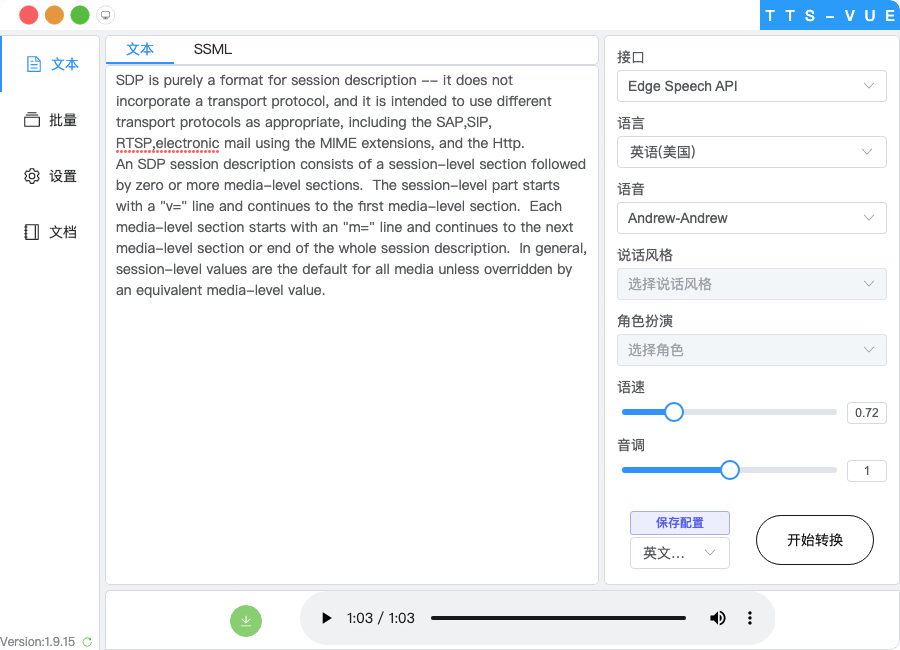 TTS-VUE
文本
批量
设置
文档
Version:1.9.15
文本 SSML
SDP is purely a format for session description -- it does not
incorporate a transport protocol, and it is intended to use different
transport protocols as appropriate, including the SAP,SIP,
RTSP,electronic mail using the MIME extensions, and the Http.
An SDP session description consists of a session-level section followed
by zero or more media-level sections.  The session-level part starts
with a "v=" line and continues to the first media-level section.  Each
media-level section starts with an "m=" line and continues to the next
media-level section or end of the whole session description.  In general,
session-level values are the default for all media unless overridden by
an equivalent media-level value.
接口
Edge Speech API
语言
英语(美国)
语音
Andrew-Andrew
说话风格
选择说话风格
角色扮演
选择角色
语速
0.72
音调
1
保存配置
英文...
开始转换
1:03 / 1:03